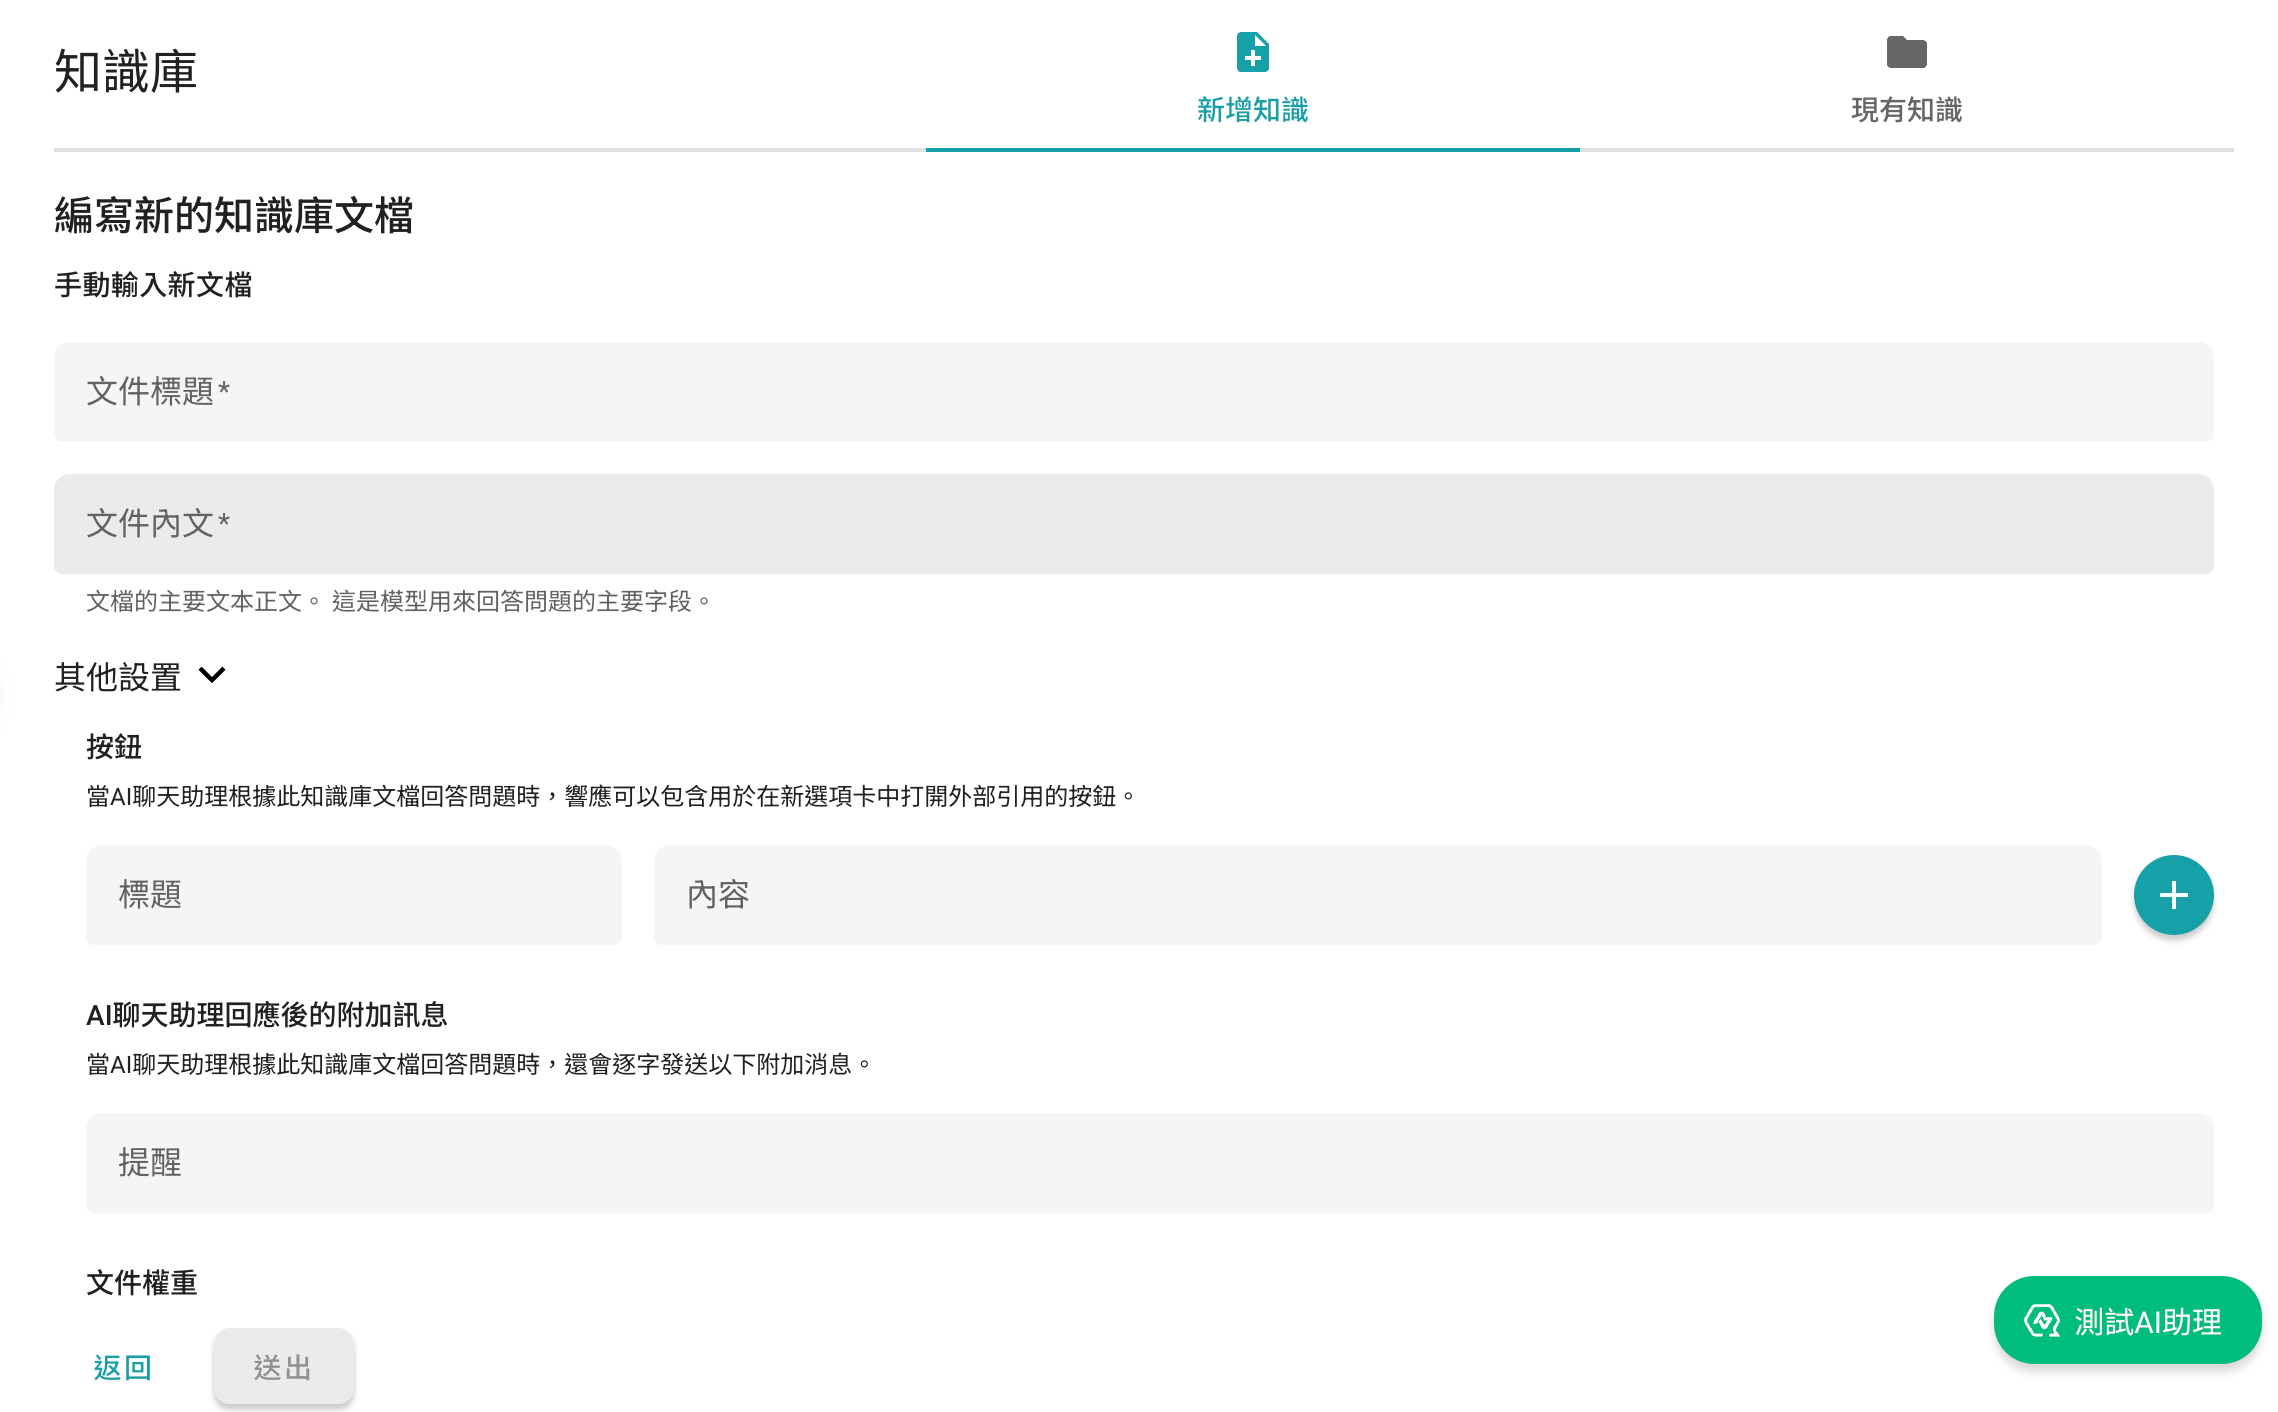 知識庫
新增知識
現有知識
編寫新的知識庫文檔
手動輸入新文檔
文件標題*
文件內文*
文檔的主要文本正文。 這是模型用來回答問題的主要字段。
其他設置
按鈕
當AI聊天助理根據此知識庫文檔回答問題時，響應可以包含用於在新選項卡中打開外部引用的按鈕。
標題
內容
AI聊天助理回應後的附加訊息
當AI聊天助理根據此知識庫文檔回答問題時，還會逐字發送以下附加消息。
提醒
文件權重
測試AI助理
返回
送出